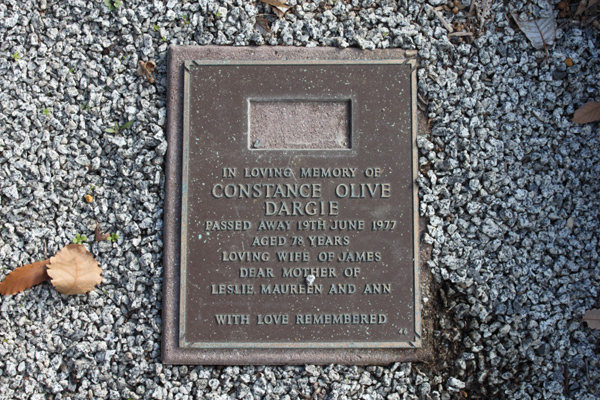 IN LOVING MEMORY OF
CONSTANCE OLIVE
DARGIE
PASSED AWAY 19TH JUNE 1977
AGED 78 YEARS
LOVING WIFE OF JAMES
DEAR MOTHER OF
LESLIE, MAUREEN AND ANN
WITH LOVE REMEMBERED